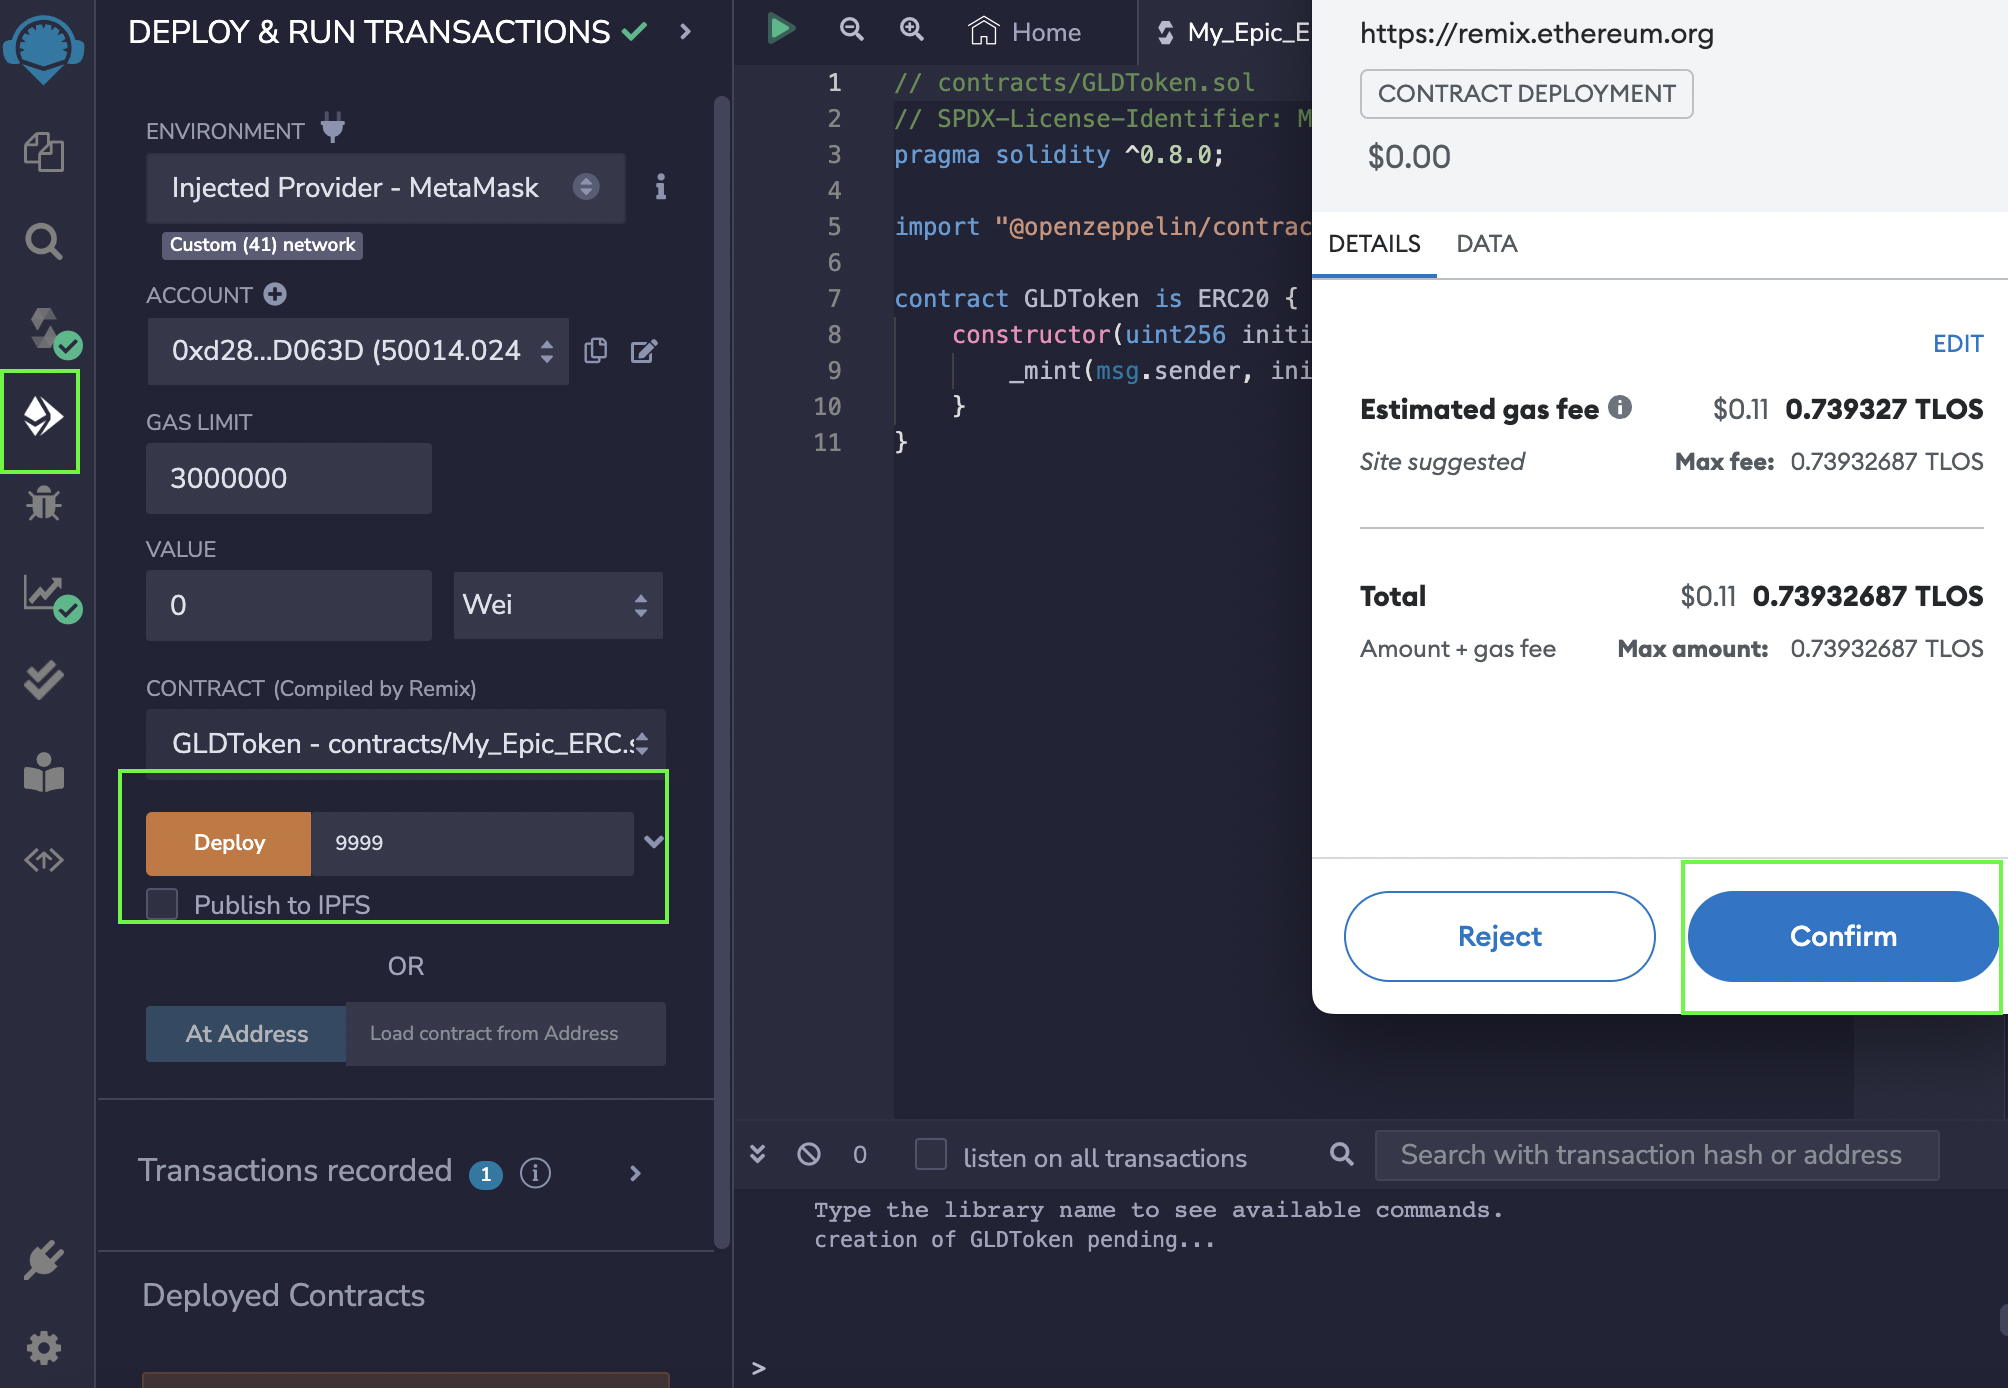 DEPLOY & RUN TRANSACTIONS
ENVIRONMENT
Injected Provider - MetaMask
Custom (41) network
ACCOUNT
0xd28...D063D (50014.024
GAS LIMIT
3000000
VALUE
0
Wei
CONTRACT (Compiled by Remix)
GLDToken - contracts/My_Epic_ERC.s
Deploy
9999
Publish to IPFS
OR
At Address
Load contract from Address
Transactions recorded 1
Deployed Contracts
Home
My_Epic_E
1 // contracts/GLDToken.sol
2 // SPDX-License-Identifier: M
3 pragma solidity ^0.8.0;
4
5 import "@openzeppelin/contrac
6
7 contract GLDToken is ERC20 {
8 constructor(uint256 initi
9 _mint(msg.sender, ini
10 }
11 }
https://remix.ethereum.org
CONTRACT DEPLOYMENT
$0.00
DETAILS
DATA
EDIT
Estimated gas fee $0.11 0.739327 TLOS
Site suggested Max fee: 0.73932687 TLOS
Total $0.11 0.73932687 TLOS
Amount + gas fee Max amount: 0.73932687 TLOS
Reject
Confirm
0
listen on all transactions
Search with transaction hash or address
Type the library name to see available commands.
creation of GLDToken pending...
>